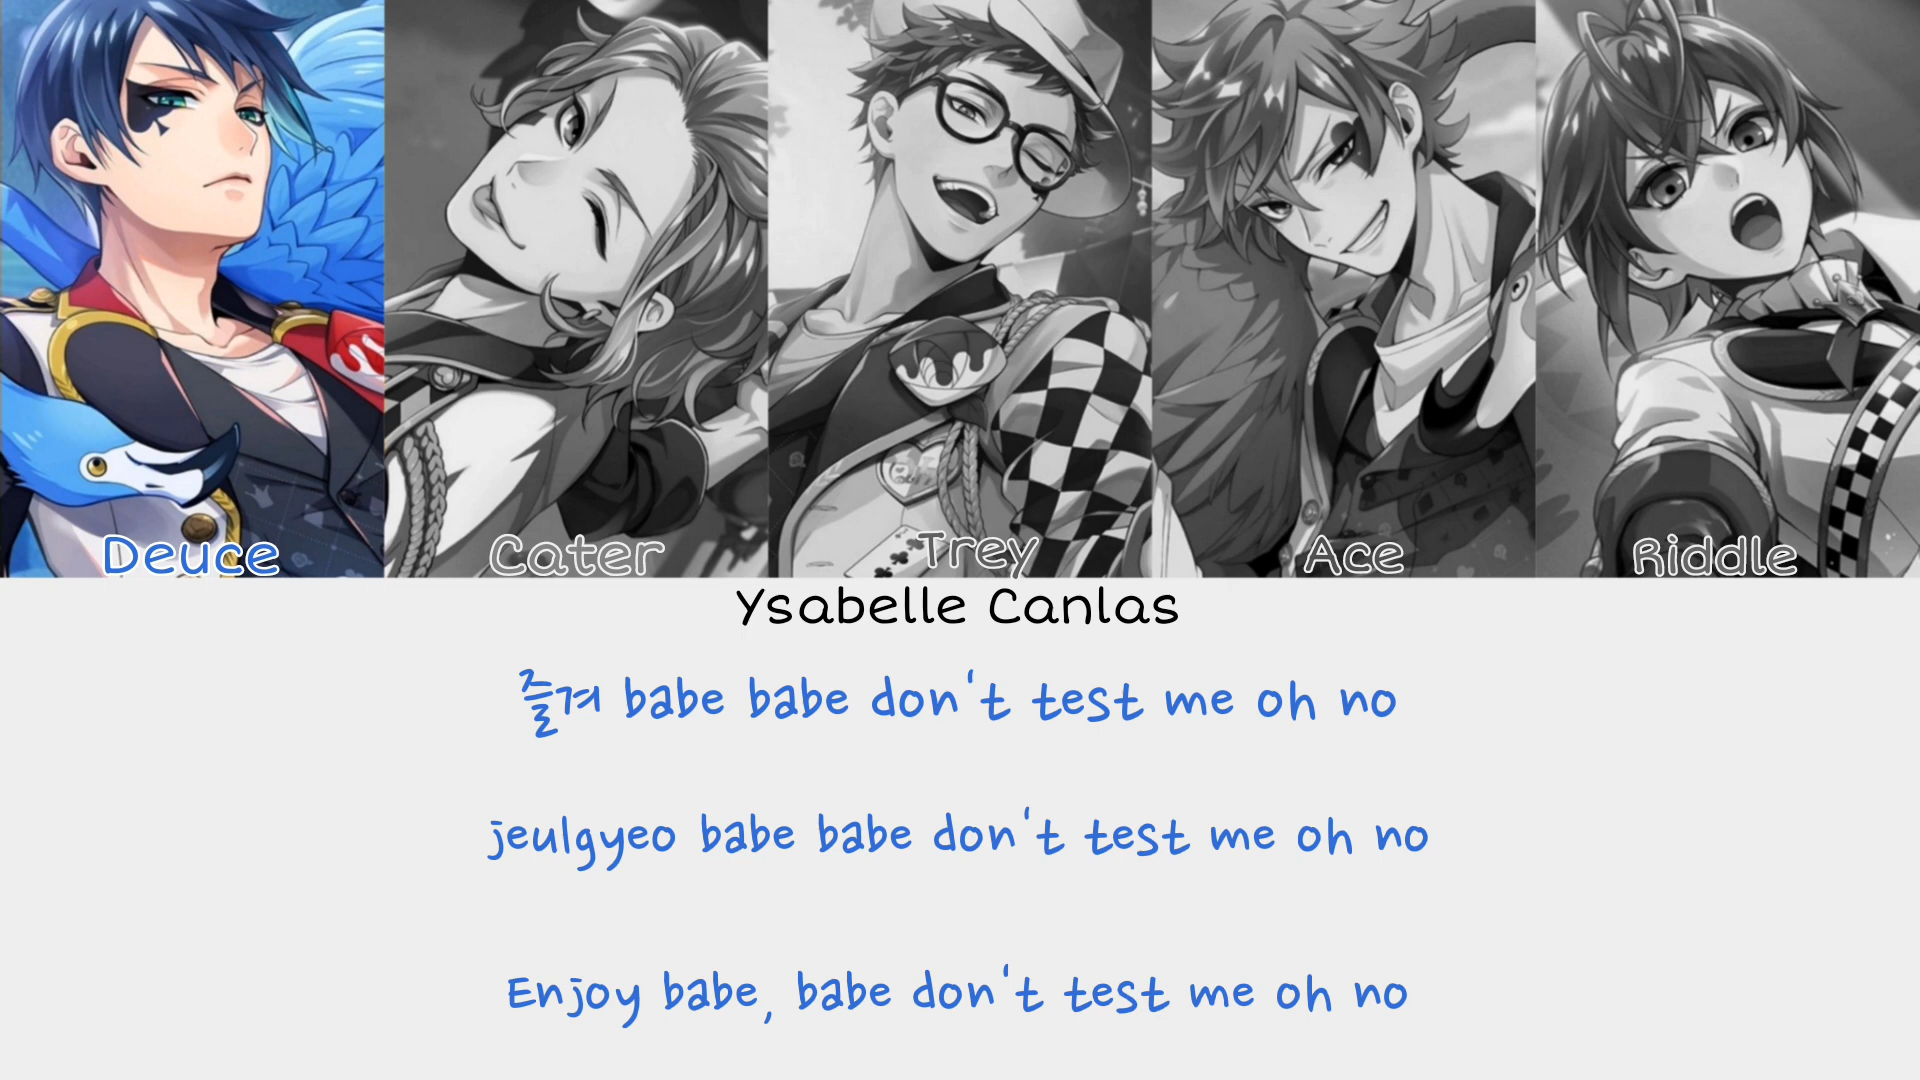 Deuce Cater Trey Ace Riddle
Ysabelle Canlas
즐겨 babe babe don't test me oh no
jeulgyeo babe babe don't test me oh no
Enjoy babe, babe don't test me oh no